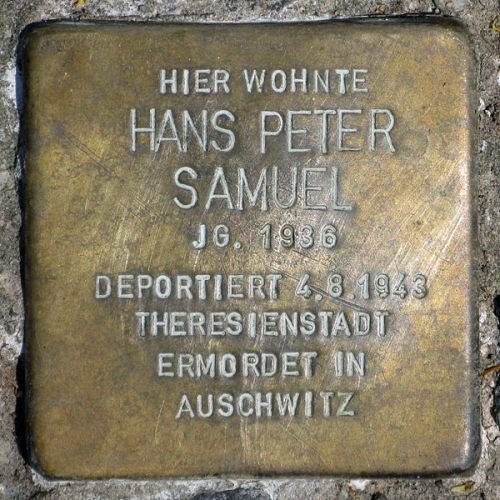 HIER WOHNTE
HANS PETER
SAMUEL
JG. 1936
DEPORTIERT 4.8.1943
THERESIENSTADT
ERMORDET IN
AUSCHWITZ